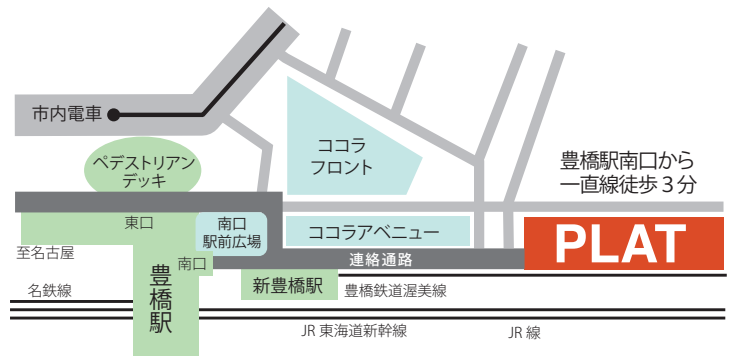 市内電車
ペデストリアン
デッキ
ココラ
フロント
豊橋駅南口から
一直線徒歩3分
東口
南口
駅前広場
ココラアベニュー
PLAT
至名古屋
南口
連絡通路
豊橋駅
新豊橋駅
豊橋鉄道渥美線
名鉄線
JR東海道新幹線
JR線